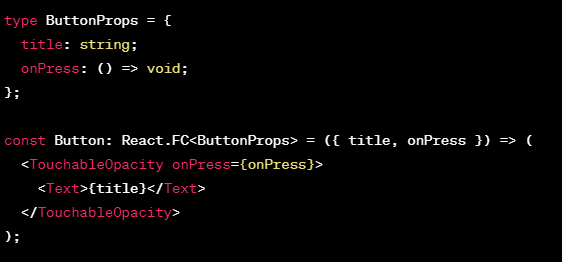 type ButtonProps = {
  title: string;
  onPress: () => void;
};

const Button: React.FC<ButtonProps> = ({ title, onPress }) => (
  <TouchableOpacity onPress={onPress}>
    <Text>{title}</Text>
  </TouchableOpacity>
);